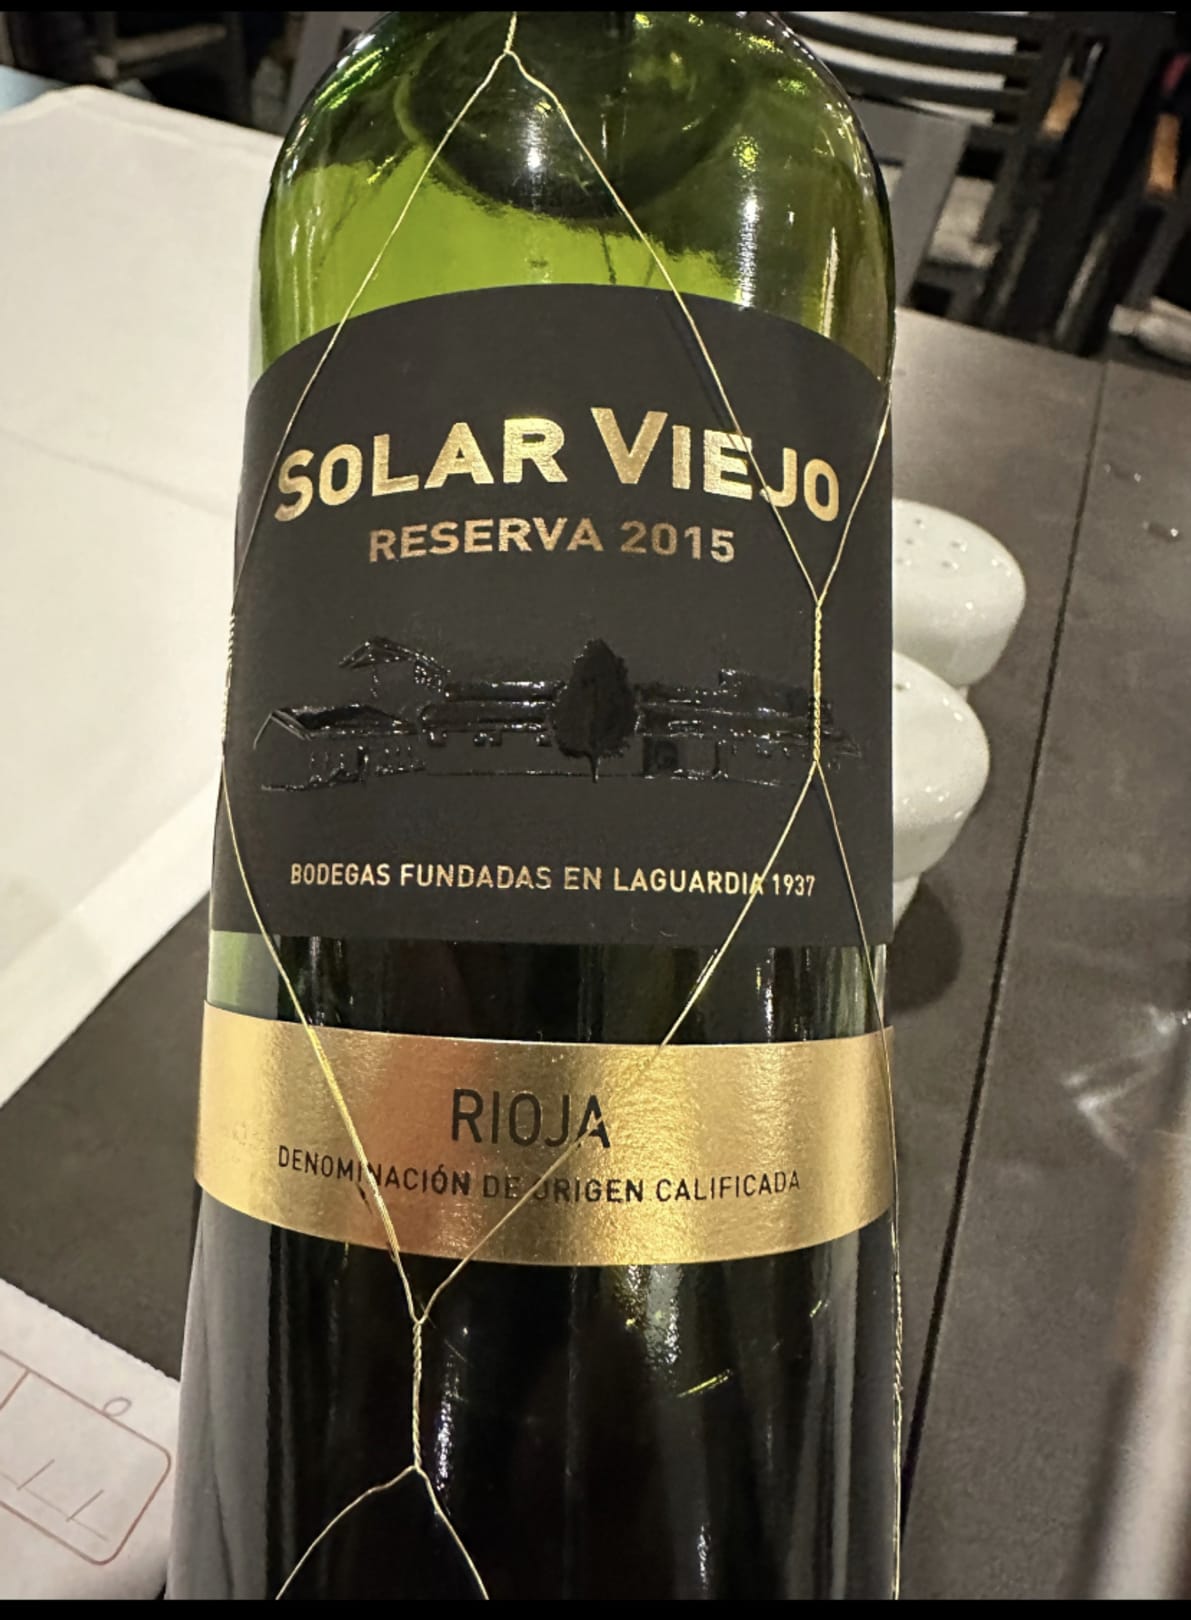 SOLAR VIEJO
RESERVA 2015
BODEGAS FUNDADAS EN LAGUARDIA 1937
RIOJA
DENOMINACIÓN DE ORIGEN CALIFICADA